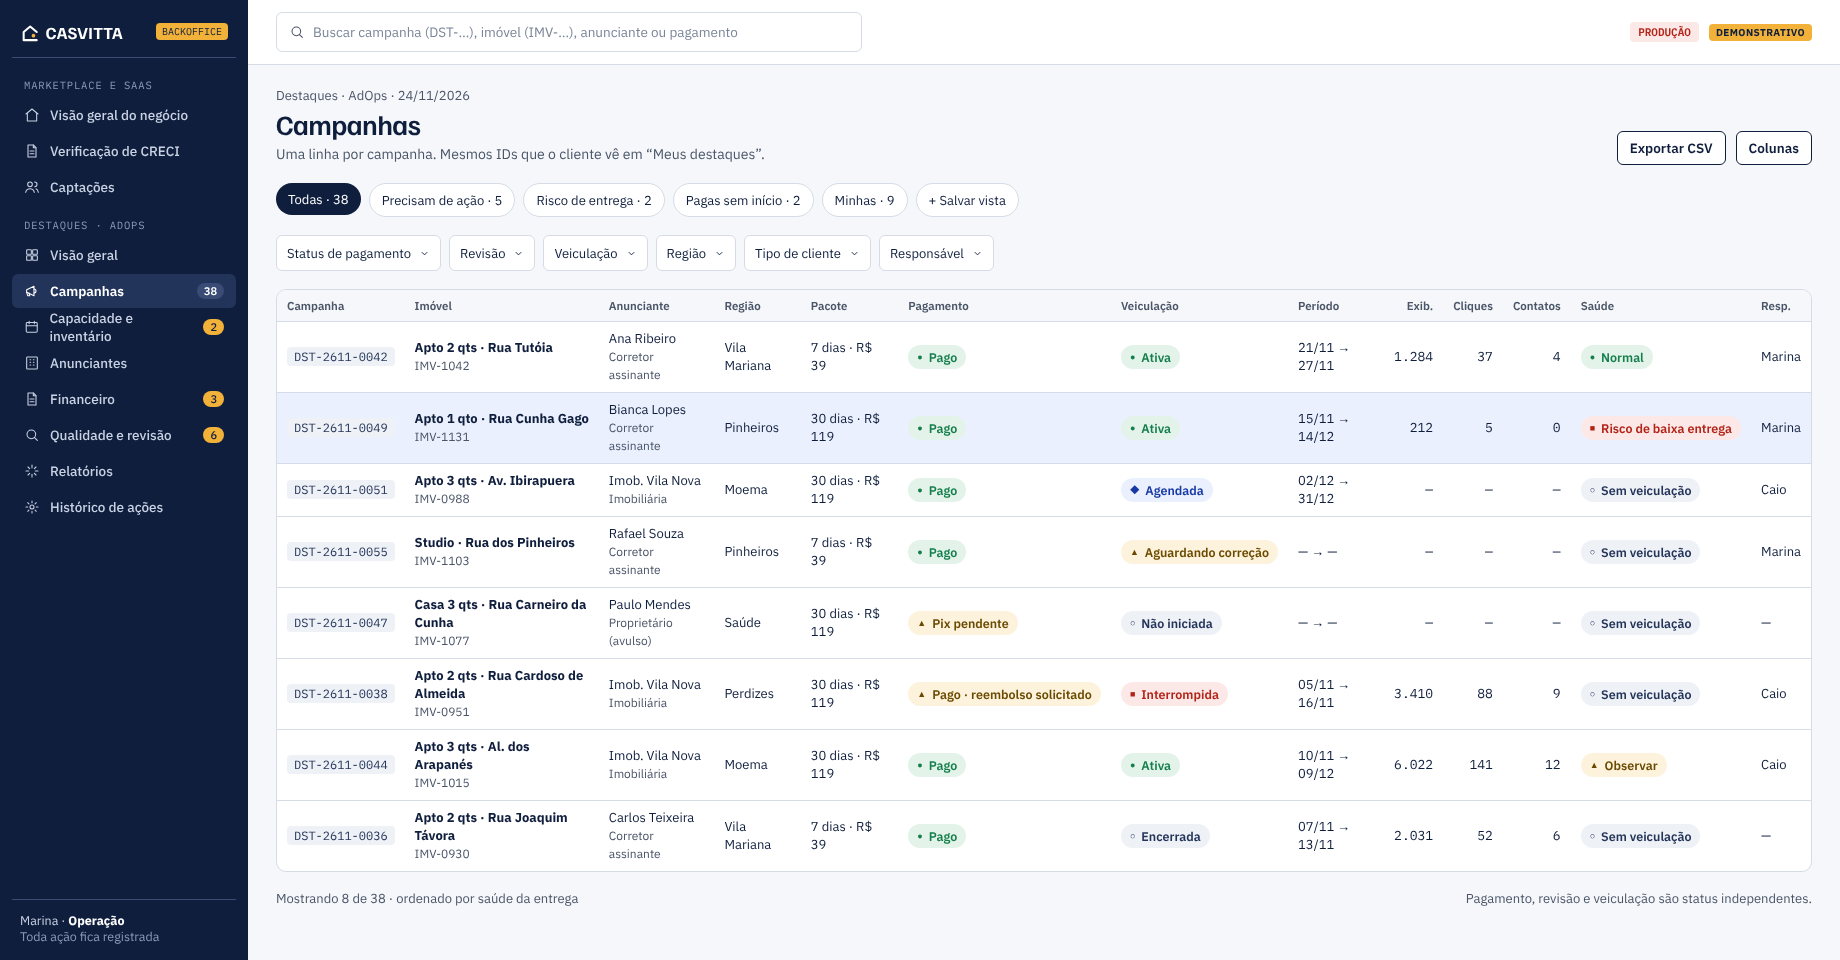 CASVITTA
BACKOFFICE
MARKETPLACE E SAAS
Visão geral do negócio
Verificação de CRECI
Captações
DESTAQUES · ADOPS
Visão geral
Campanhas 38
Capacidade e
inventário 2
Anunciantes
Financeiro 3
Qualidade e revisão 6
Relatórios
Histórico de ações
Marina · Operação
Toda ação fica registrada
Buscar campanha (DST-…), imóvel (IMV-…), anunciante ou pagamento
PRODUÇÃO
DEMONSTRATIVO
Destaques · AdOps · 24/11/2026
Campanhas
Uma linha por campanha. Mesmos IDs que o cliente vê em “Meus destaques”.
Exportar CSV
Colunas
Todas · 38
Precisam de ação · 5
Risco de entrega · 2
Pagas sem início · 2
Minhas · 9
+ Salvar vista
Status de pagamento
Revisão
Veiculação
Região
Tipo de cliente
Responsável
Campanha Imóvel Anunciante Região Pacote Pagamento Veiculação Período Exib. Cliques Contatos Saúde Resp.
DST-2611-0042
Apto 2 qts · Rua Tutóia
IMV-1042
Ana Ribeiro
Corretor
assinante
Vila
Mariana
7 dias · R$
39
• Pago
• Ativa
21/11 →
27/11
1.284
37
4
• Normal
Marina
DST-2611-0049
Apto 1 qto · Rua Cunha Gago
IMV-1131
Bianca Lopes
Corretor
assinante
Pinheiros
30 dias · R$
119
• Pago
• Ativa
15/11 →
14/12
212
5
0
■ Risco de baixa entrega
Marina
DST-2611-0051
Apto 3 qts · Av. Ibirapuera
IMV-0988
Imob. Vila Nova
Imobiliária
Moema
30 dias · R$
119
• Pago
◆ Agendada
02/12 →
31/12
—
—
—
○ Sem veiculação
Caio
DST-2611-0055
Studio · Rua dos Pinheiros
IMV-1103
Rafael Souza
Corretor
assinante
Pinheiros
7 dias · R$
39
• Pago
▲ Aguardando correção
— → —
—
—
—
○ Sem veiculação
Marina
DST-2611-0047
Casa 3 qts · Rua Carneiro da
Cunha
IMV-1077
Paulo Mendes
Proprietário
(avulso)
Saúde
30 dias · R$
119
▲ Pix pendente
○ Não iniciada
— → —
—
—
—
○ Sem veiculação
—
DST-2611-0038
Apto 2 qts · Rua Cardoso de
Almeida
IMV-0951
Imob. Vila Nova
Imobiliária
Perdizes
30 dias · R$
119
▲ Pago · reembolso solicitado
■ Interrompida
05/11 →
16/11
3.410
88
9
○ Sem veiculação
Caio
DST-2611-0044
Apto 3 qts · Al. dos
Arapanés
IMV-1015
Imob. Vila Nova
Imobiliária
Moema
30 dias · R$
119
• Pago
• Ativa
10/11 →
09/12
6.022
141
12
▲ Observar
Caio
DST-2611-0036
Apto 2 qts · Rua Joaquim
Távora
IMV-0930
Carlos Teixeira
Corretor
assinante
Vila
Mariana
7 dias · R$
39
• Pago
○ Encerrada
07/11 →
13/11
2.031
52
6
○ Sem veiculação
—
Mostrando 8 de 38 · ordenado por saúde da entrega
Pagamento, revisão e veiculação são status independentes.